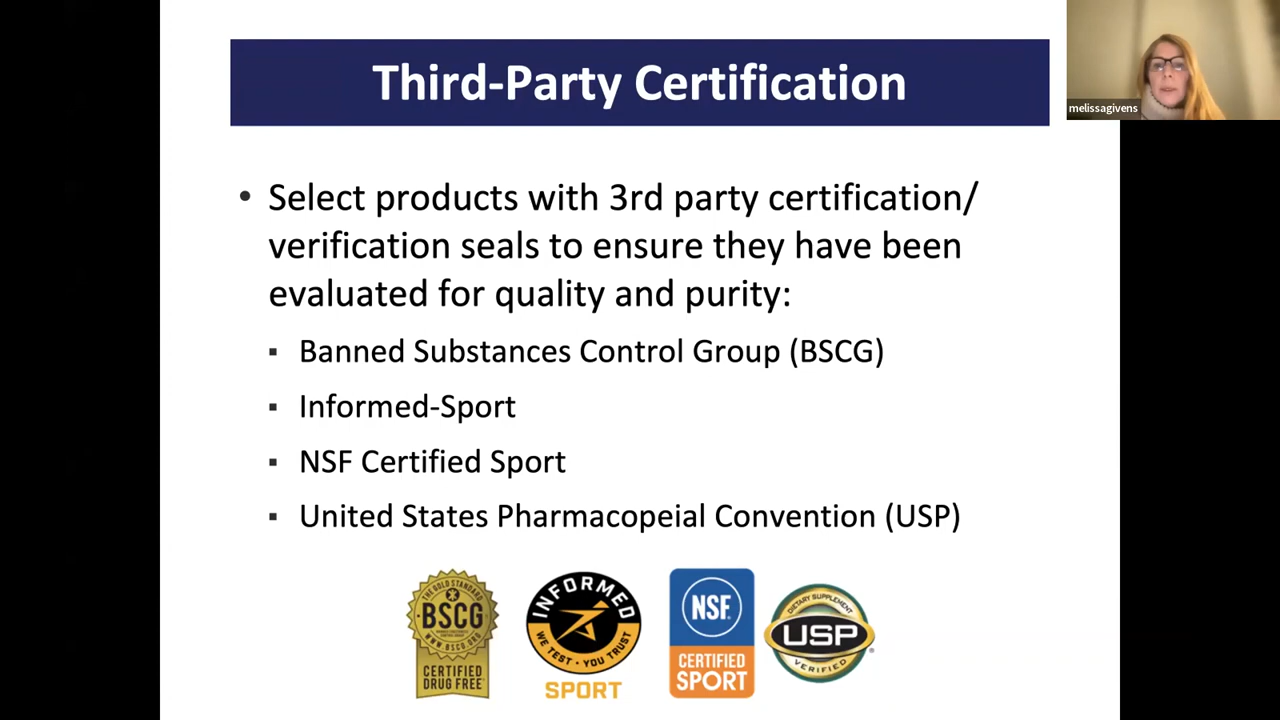 Third-Party Certification
melissagivens
• Select products with 3rd party certification/
verification seals to ensure they have been
evaluated for quality and purity:
▪ Banned Substances Control Group (BSCG)
▪ Informed-Sport
▪ NSF Certified Sport
▪ United States Pharmacopeial Convention (USP)
THE GOLD STANDARD
BSCG
WWW.BSCG.ORG
CERTIFIED
DRUG FREE
INFORMED
WE TEST • YOU TRUST
SPORT
NSF
CERTIFIED
SPORT
DIETARY SUPPLEMENT
USP
VERIFIED